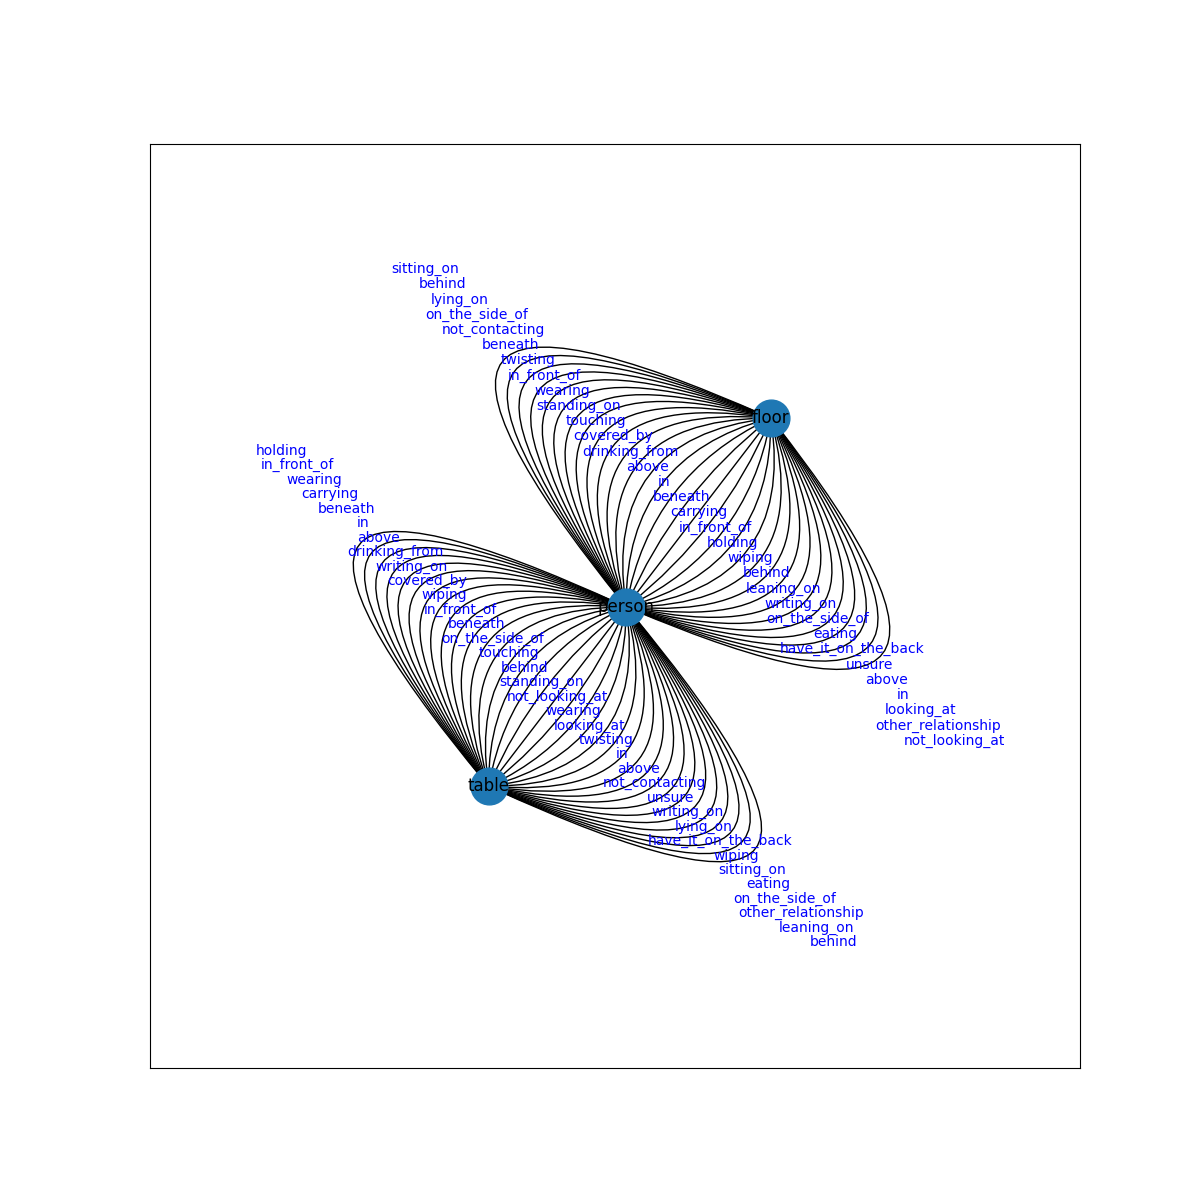 sitting_on
behind
lying_on
on_the_side_of
not_contacting
beneath
twisting
in_front_of
wearing
standing_on
touching
covered_by
drinking_from
above
in
beneath
carrying
in_front_of
holding
wiping
behind
leaning_on
writing_on
on_the_side_of
eating
have_it_on_the_back
unsure
above
in
looking_at
other_relationship
not_looking_at
floor
person
table
holding
in_front_of
wearing
carrying
beneath
in
above
drinking_from
writing_on
covered_by
wiping
in_front_of
beneath
on_the_side_of
touching
behind
standing_on
not_looking_at
wearing
looking_at
twisting
in
above
not_contacting
unsure
writing_on
lying_on
have_it_on_the_back
wiping
sitting_on
eating
on_the_side_of
other_relationship
leaning_on
behind